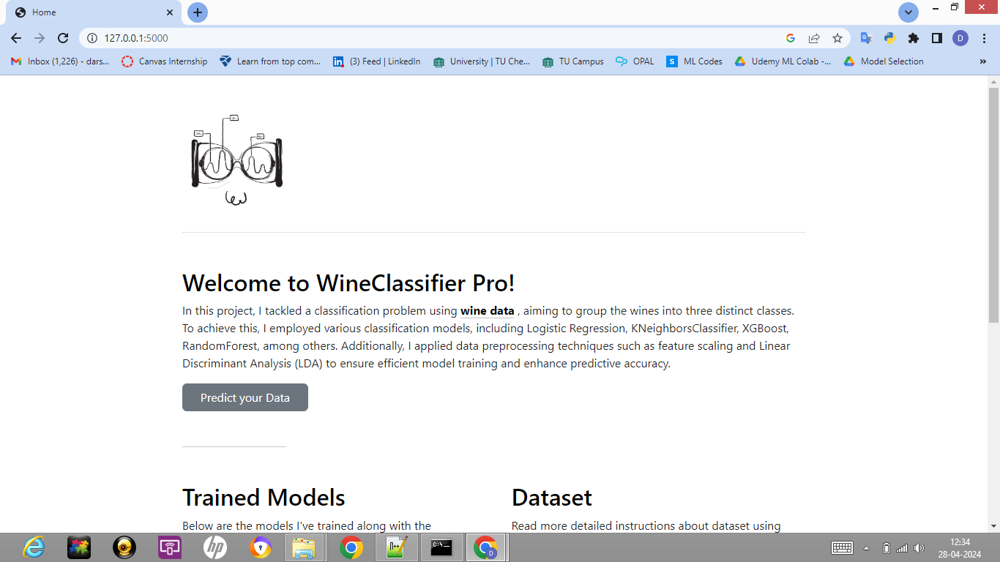 Home
127.0.0.1:5000
D
Inbox (1,226) - dars...
Canvas Internship
Learn from top com...
(3) Feed | LinkedIn
University | TU Che...
TU Campus
OPAL
S
ML Codes
Udemy ML Colab -...
Model Selection
»
Welcome to WineClassifier Pro!
In this project, I tackled a classification problem using wine data , aiming to group the wines into three distinct classes.
To achieve this, I employed various classification models, including Logistic Regression, KNeighborsClassifier, XGBoost,
RandomForest, among others. Additionally, I applied data preprocessing techniques such as feature scaling and Linear
Discriminant Analysis (LDA) to ensure efficient model training and enhance predictive accuracy.
Predict your Data
Trained Models
Dataset
Below are the models I've trained along with the
Read more detailed instructions about dataset using
hp
C:\
D
12:34
28-04-2024